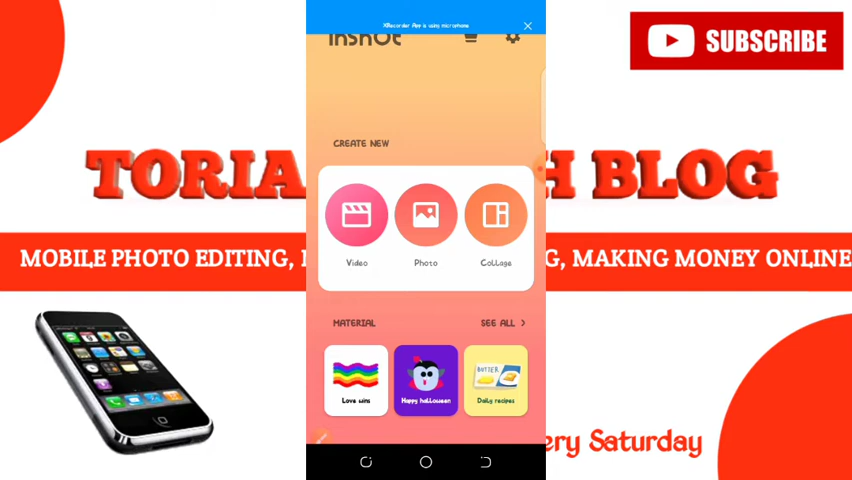 XRecorder App is using microphone
InShOt
SUBSCRIBE
CREATE NEW
TORIA H BLOG
MOBILE PHOTO EDITING, G, MAKING MONEY ONLINE
Video Photo Collage
MATERIAL SEE ALL >
BUTTER
Love wins Happy halloween Daily recipes
ery Saturday